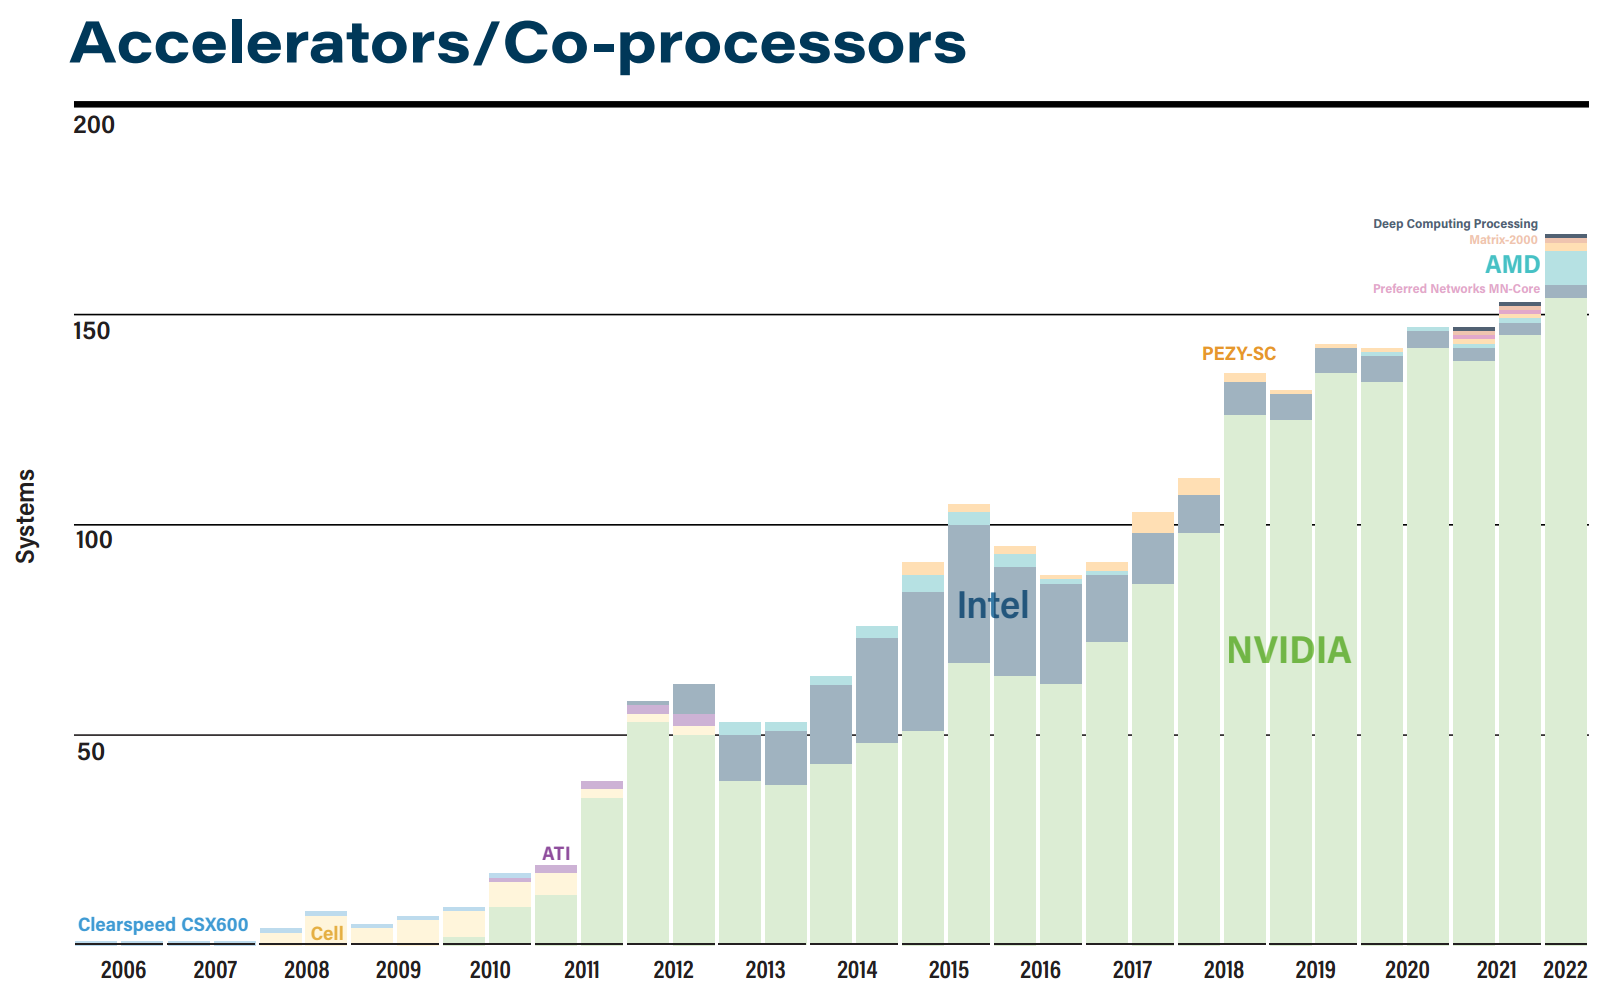 Accelerators/Co-processors
200
Deep Computing Processing
Matrix-2000
AMD
Preferred Networks MN-Core
150
PEZY-SC
100
Systems
Intel
NVIDIA
50
ATI
Clearspeed CSX600
Cell
2006 2007 2008 2009 2010 2011 2012 2013 2014 2015 2016 2017 2018 2019 2020 2021 2022